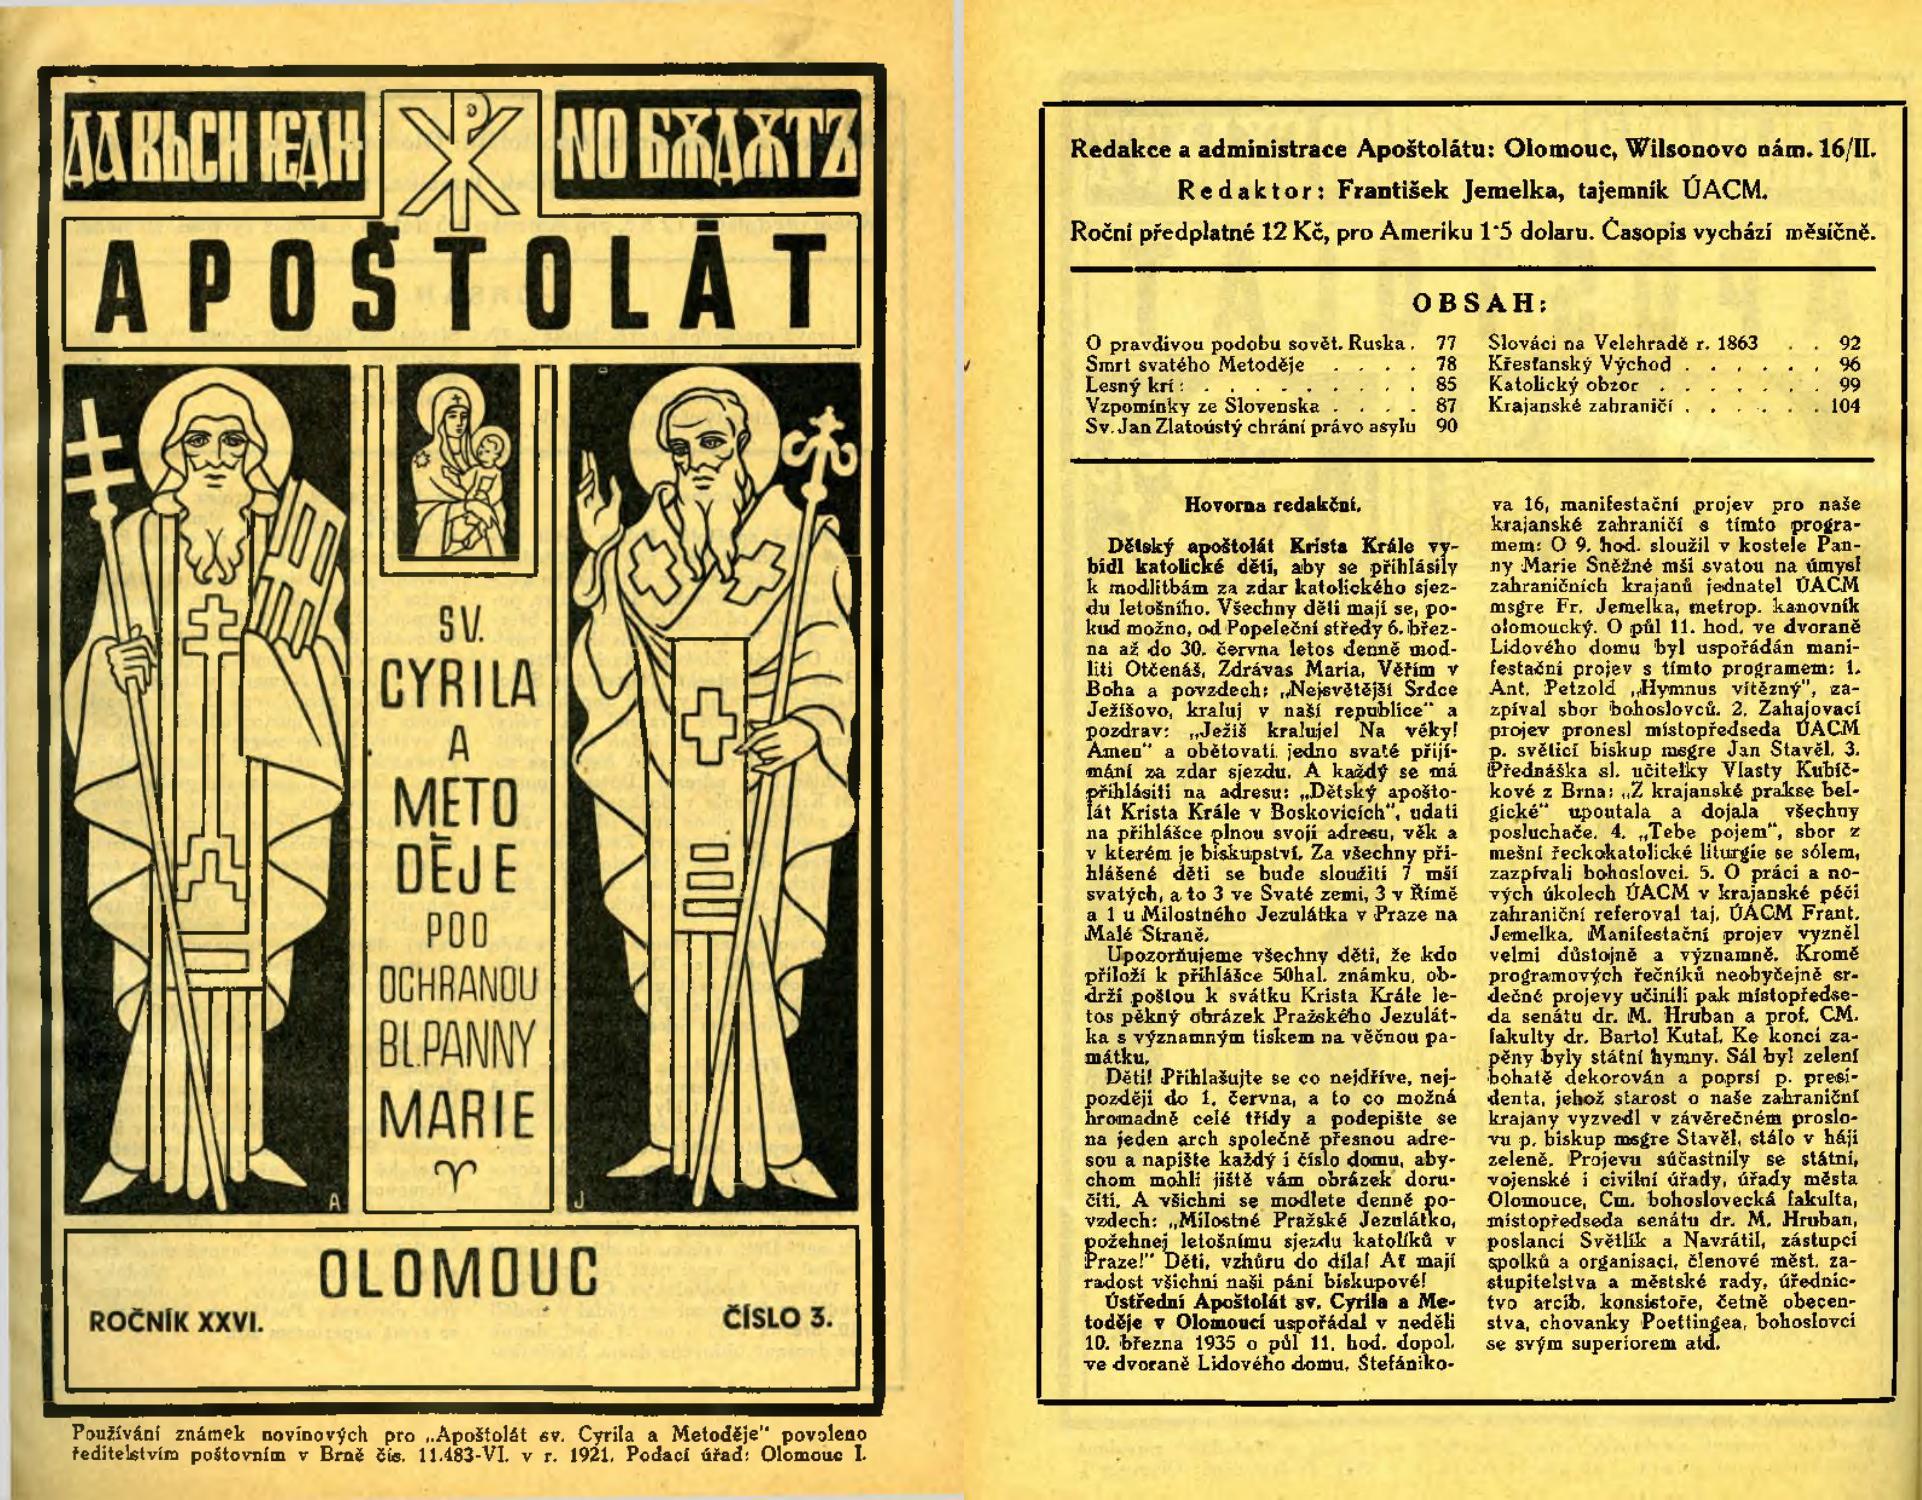 ДА ВЬСИ ѤДИ
NО БѪДѪТЪ
APOŠTOLÁT
SV.
CYRILA
A
METO
DĚJE
POD
OCHRANOU
BL.PANNY
MARIE
A
J
OLOMOUC
ROČNÍK XXVI.
ČÍSLO 3.
Používání známek novinových pro „Apoštolát sv. Cyrila a Metoděje" povoleno
ředitelstvím poštovním v Brně čís. 11.483-VI. v r. 1921. Podací úřad: Olomouc I.
Redakce a administrace Apoštolátu: Olomouc, Wilsonovo nám. 16/II.
Redaktor: František Jemelka, tajemník ÚACM.
Roční předplatné 12 Kč, pro Ameriku 1·5 dolaru. Časopis vychází měsíčně.
OBSAH:
O pravdivou podobu sovět. Ruska . 77
Smrt svatého Metoděje . . . . 78
Lesný kri : . . . . . . . . . 85
Vzpomínky ze Slovenska . . . . 87
Sv. Jan Zlatoústý chrání právo asylu 90
Slováci na Velehradě r. 1863 . . 92
Křesťanský Východ . . . . . . 96
Katolický obzor . . . . . . . 99
Krajanské zahraničí . . . . . . 104
Hovorna redakční.
Dětský apoštolát Krista Krále vy-
bídl katolické děti, aby se přihlásily
k modlitbám za zdar katolického sjez-
du letošního. Všechny děti mají se, po-
kud možno, od Popeleční středy 6. břez-
na až do 30. června letos denně mod-
liti Otčenáš, Zdrávas Maria, Věřím v
Boha a povzdech: „Nejsvětější Srdce
Ježíšovo, kraluj v naší republice" a
pozdrav: „Ježíš kraluje! Na věky!
Amen" a obětovati jedno svaté přijí-
mání za zdar sjezdu. A každý se má
přihlásiti na adresu: „Dětský apošto-
lát Krista Krále v Boskovicích", udati
na přihlášce plnou svoji adresu, věk a
v kterém je biskupství. Za všechny při-
hlášené děti se bude sloužiti 7 mší
svatých, a to 3 ve Svaté zemi, 3 v Římě
a 1 u Milostného Jezulátka v Praze na
Malé Straně.
Upozorňujeme všechny děti, že kdo
přiloží k přihlášce 50hal. známku, ob-
drží poštou k svátku Krista Krále le-
tos pěkný obrázek Pražského Jezulát-
ka s významným tiskem na věčnou pa-
mátku.
Děti! Přihlašujte se co nejdříve, nej-
později do 1. června, a to co možná
hromadně celé třídy a podepište se
na jeden arch společně přesnou adre-
sou a napište každý i číslo domu, aby-
chom mohli jistě vám obrázek doru-
čiti. A všichni se modlete denně po-
vzdech: „Milostné Pražské Jezulátko,
požehnej letošnímu sjezdu katolíků v
Praze!" Děti, vzhůru do díla! Ať mají
radost všichni naši páni biskupové!
Ústřední Apoštolát sv. Cyrila a Me-
toděje v Olomouci uspořádal v neděli
10. března 1935 o půl 11. hod. dopol.
ve dvoraně Lidového domu, Štefániko-
va 16, manifestační projev pro naše
krajanské zahraničí s tímto progra-
mem: O 9. hod. sloužil v kostele Pan-
ny Marie Sněžné mši svatou na úmysl
zahraničních krajanů jednatel ÚACM
msgre Fr. Jemelka, metrop. kanovník
olomoucký. O půl 11. hod. ve dvoraně
Lidového domu byl uspořádán mani-
festační projev s tímto programem: 1.
Ant. Petzold „Hymnus vítězný", za-
zpíval sbor bohoslovců. 2. Zahajovací
projev pronesl místopředseda ÚACM
p. světící biskup msgre Jan Stavěl. 3.
Přednáška sl. učitelky Vlasty Kubíč-
kové z Brna: „Z krajanské prakse bel-
gické" upoutala a dojala všechny
posluchače. 4. „Tebe pojem", sbor z
mešní řeckokatolické liturgie se sólem,
zazpívali bohoslovci. 5. O práci a no-
vých úkolech ÚACM v krajanské péči
zahraniční referoval taj. ÚACM Frant.
Jemelka. Manifestační projev vyzněl
velmi důstojně a významně. Kromě
programových řečníků neobyčejně sr-
dečné projevy učinili pak místopředse-
da senátu dr. M. Hruban a prof. CM.
fakulty dr. Bartol Kutal. Ke konci za-
pěny byly státní hymny. Sál byl zelení
bohatě dekorován a poprsí p. presi-
denta, jehož starost o naše zahraniční
krajany vyzvedl v závěrečném proslo-
vu p. biskup msgre Stavěl, stálo v háji
zeleně. Projevu súčastnily se státní,
vojenské i civilní úřady, úřady města
Olomouce, Cm. bohoslovecká fakulta,
místopředseda senátu dr. M. Hruban,
poslanci Světlík a Navrátil, zástupci
spolků a organisací, členové měst. za-
stupitelstva a městské rady, úřednic-
tvo arcib. konsistoře, četně obecen-
stva, chovanky Poettingea, bohoslovci
se svým superiorem atd.